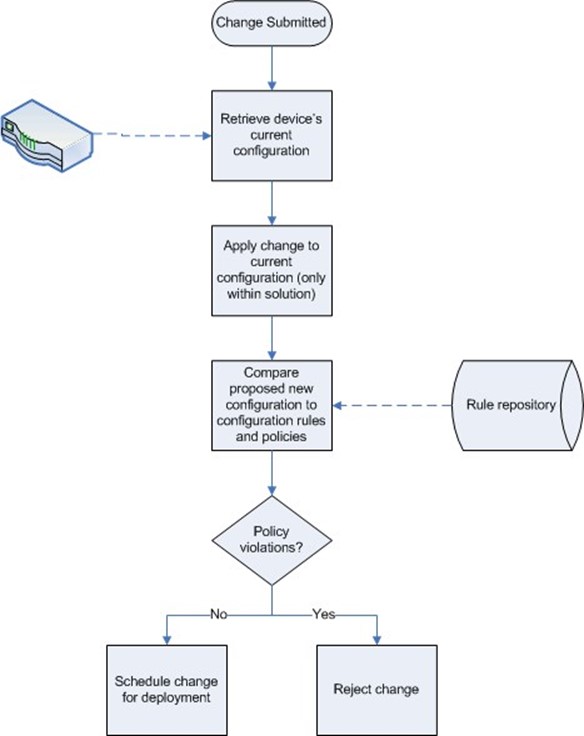 Change Submitted
Retrieve device's
current
configuration
Apply change to
current
configuration (only
within solution)
Compare
proposed new
configuration to
configuration rules
and policies
Rule repository
Policy
violations?
No
Yes
Schedule change
for deployment
Reject change